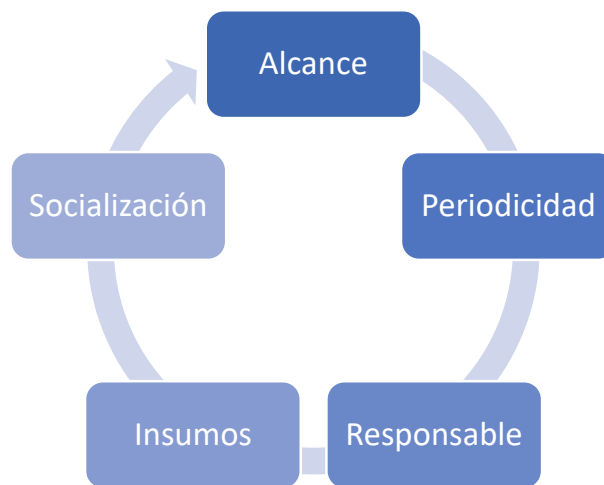 Alcance
Periodicidad
Responsable
Insumos
Socialización